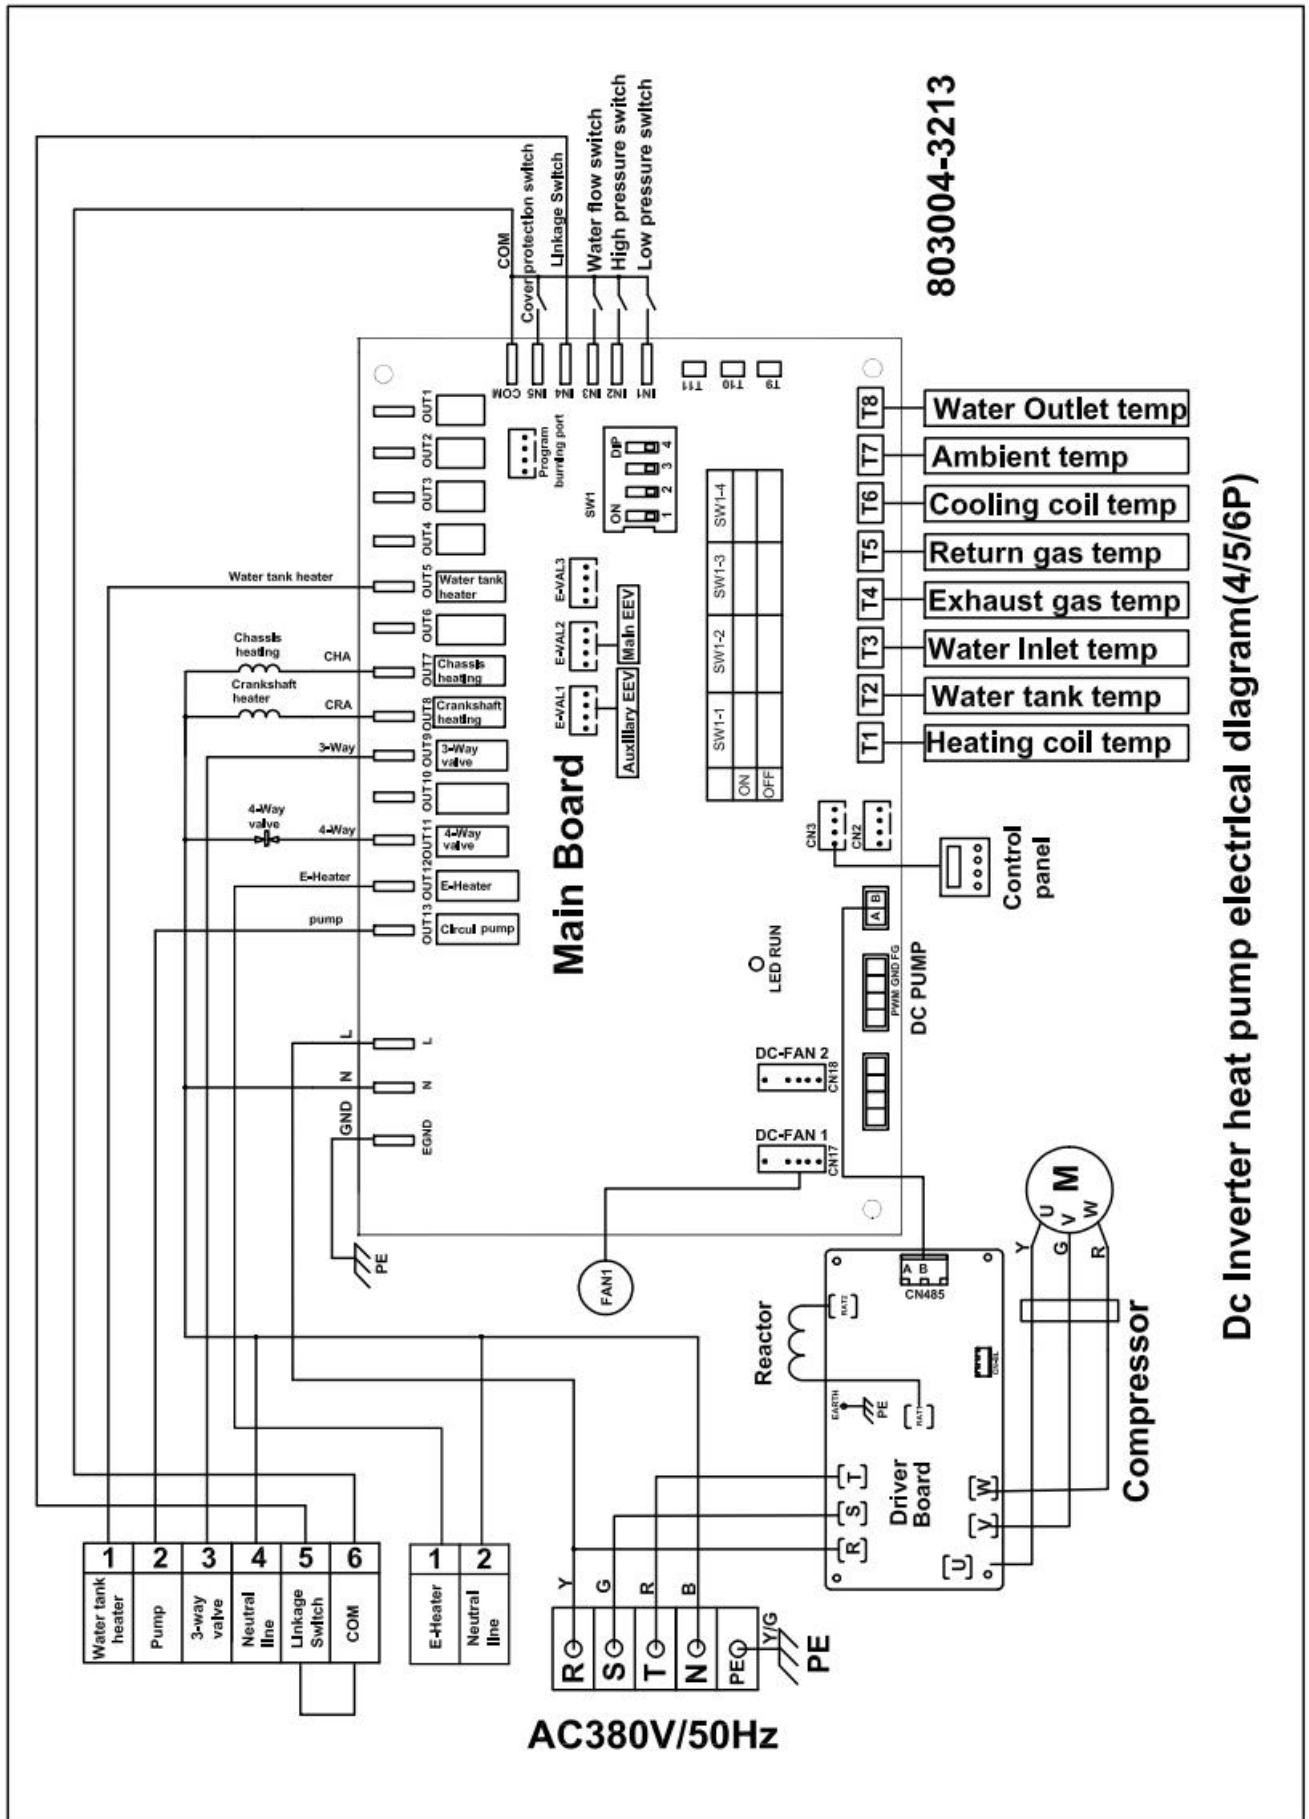 803004-3213
COM
Cover protection switch
Linkage Switch
Water flow switch
High pressure switch
Low pressure switch
COM
IN5
IN4
IN3
IN2
IN1
T11
T10
T9
OUT1
OUT2
OUT3
OUT4
OUT5
OUT6
OUT7
OUT8
OUT9
OUT10
OUT11
OUT12
OUT13
Water tank
heater
Chassis
heating
Crankshaft
heating
3-Way
valve
4-Way
valve
E-Heater
Circul pump
Water tank heater
Chassis
heating
CHA
Crankshaft
heater
CRA
3-Way
4-Way
valve
4-Way
E-Heater
pump
L
N
GND
L
N
EGND
PE
Program
burning port
SW1
ON
DIP
1
2
3
4
E-VAL3
E-VAL2
E-VAL1
Main EEV
Auxiliary EEV
Main Board
SW1-1
SW1-2
SW1-3
SW1-4
ON
OFF
T8
Water Outlet temp
T7
Ambient temp
T6
Cooling coil temp
T5
Return gas temp
T4
Exhaust gas temp
T3
Water Inlet temp
T2
Water tank temp
T1
Heating coil temp
CN3
CN2
Control
panel
A B
LED RUN
PWM GND FG
DC PUMP
DC-FAN 2
CN18
DC-FAN 1
CN17
FAN1
A B
CN485
Reactor
RAT2
RAT1
EARTH
PE
Driver
Board
T
S
R
W
V
U
M
U
V
W
Y
G
R
Compressor
1
2
3
4
5
6
Water tank
heater
Pump
3-way
valve
Neutral
line
Linkage
Switch
COM
1
2
E-Heater
Neutral
line
Y
G
R
B
R
S
T
N
PE
Y/G
PE
AC380V/50Hz
Dc Inverter heat pump electrical diagram(4/5/6P)